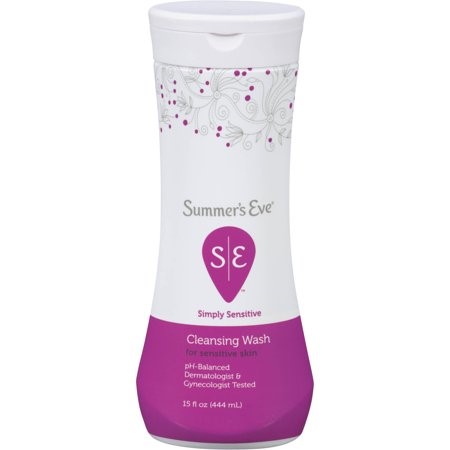 Summer's Eve®
S|E
™
Simply Sensitive
Cleansing Wash
for sensitive skin
pH-Balanced
Dermatologist &
Gynecologist Tested
15 fl oz (444 mL)